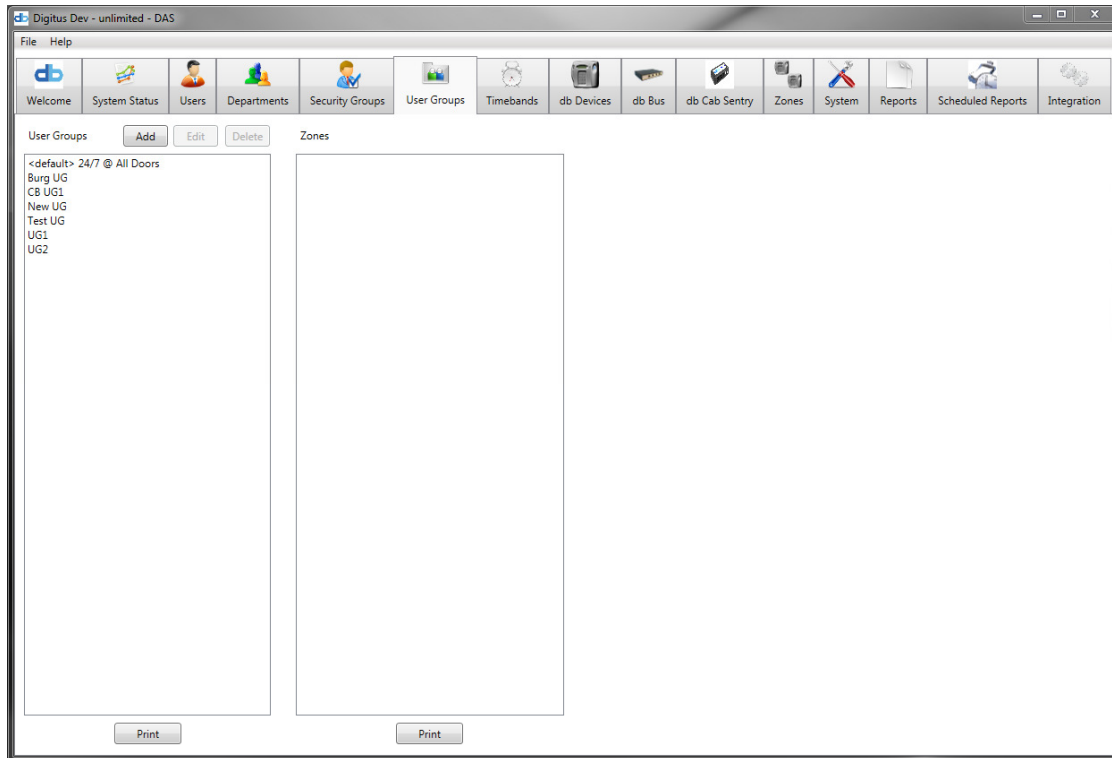 Digitus Dev - unlimited - DAS
File Help
db
Welcome System Status Users Departments Security Groups User Groups Timebands db Devices db Bus db Cab Sentry Zones System Reports Scheduled Reports Integration
User Groups Add Edit Delete Zones
<default> 24/7 @ All Doors
Burg UG
CB UG1
New UG
Test UG
UG1
UG2
Print Print